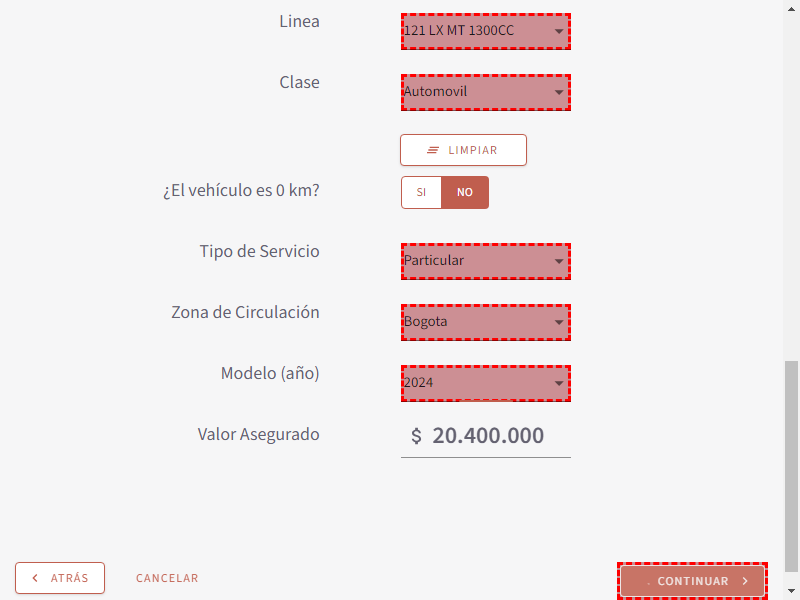 Linea
121 LX MT 1300CC
Clase
Automovil
LIMPIAR
¿El vehículo es 0 km?
SI NO
Tipo de Servicio
Particular
Zona de Circulación
Bogota
Modelo (año)
2024
Valor Asegurado
$ 20.400.000
ATRÁS CANCELAR CONTINUAR